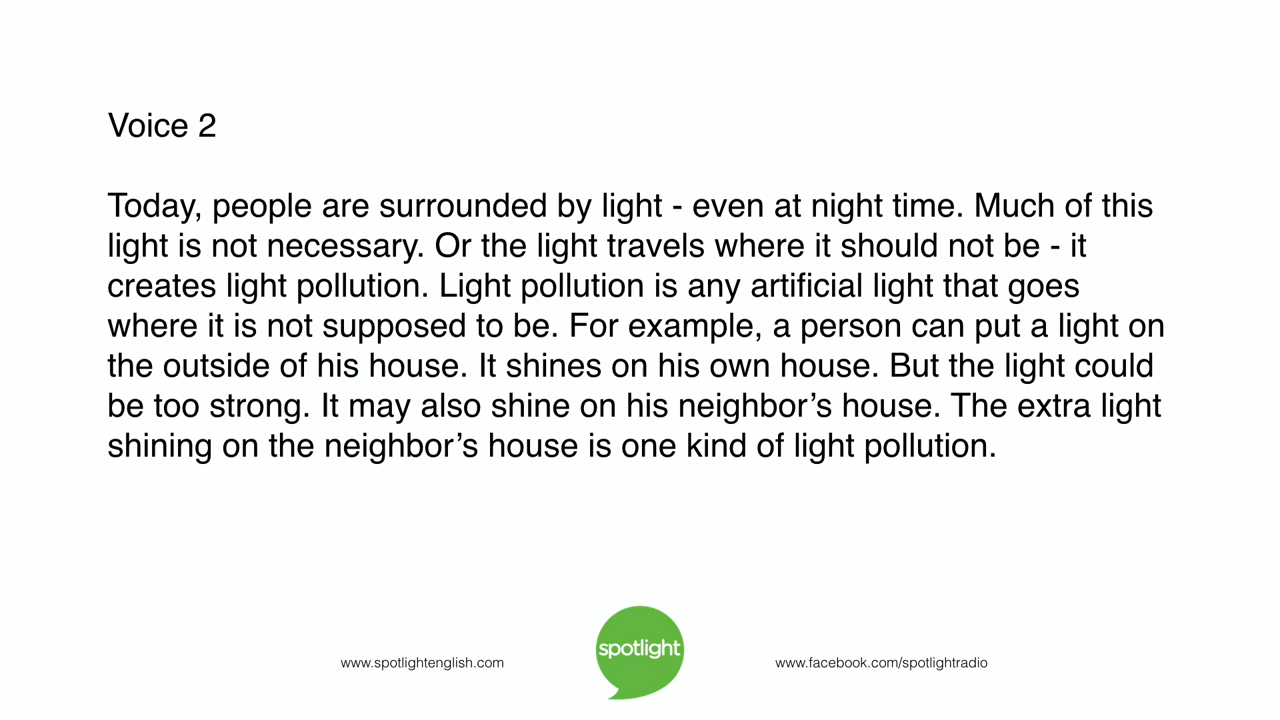 Voice 2
Today, people are surrounded by light - even at night time. Much of this
light is not necessary. Or the light travels where it should not be - it
creates light pollution. Light pollution is any artificial light that goes
where it is not supposed to be. For example, a person can put a light on
the outside of his house. It shines on his own house. But the light could
be too strong. It may also shine on his neighbor’s house. The extra light
shining on the neighbor’s house is one kind of light pollution.
www.spotlightenglish.com
spotlight
www.facebook.com/spotlightradio